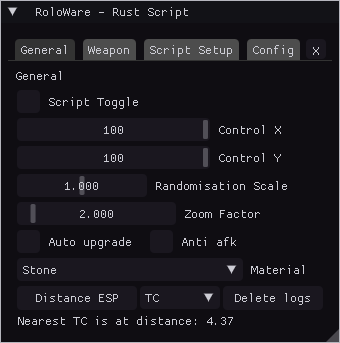 RoloWare - Rust Script
General Weapon Script Setup Config x
General
Script Toggle
100 Control X
100 Control Y
1.000 Randomisation Scale
2.000 Zoom Factor
Auto upgrade Anti afk
Stone Material
Distance ESP TC Delete logs
Nearest TC is at distance: 4.37